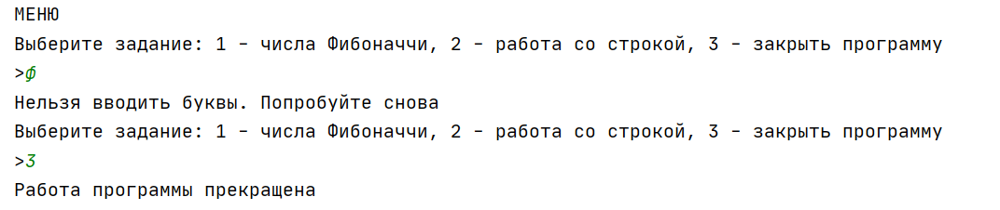 МЕНЮ
Выберите задание: 1 - числа Фибоначчи, 2 - работа со строкой, 3 - закрыть программу
>ф
Нельзя вводить буквы. Попробуйте снова
Выберите задание: 1 - числа Фибоначчи, 2 - работа со строкой, 3 - закрыть программу
>3
Работа программы прекращена